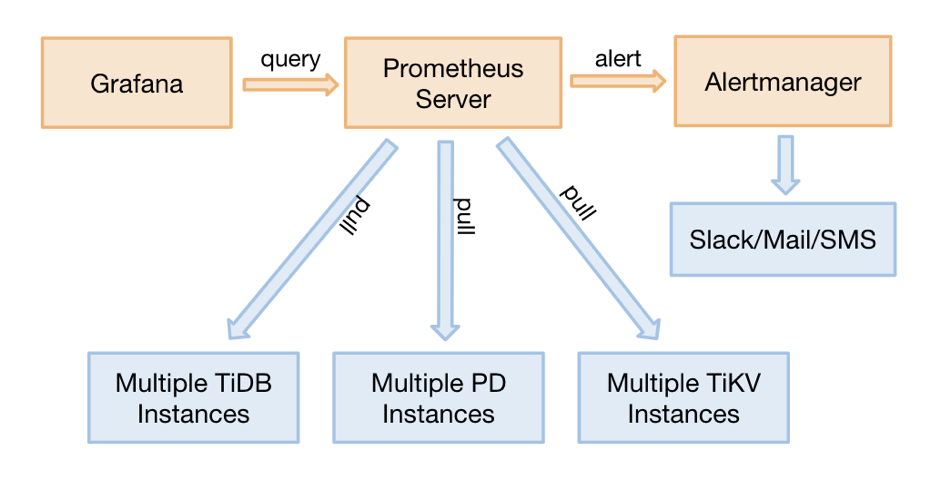 Grafana
query
Prometheus
Server
alert
Alertmanager
pull
pull
pull
Slack/Mail/SMS
Multiple TiDB
Instances
Multiple PD
Instances
Multiple TiKV
Instances